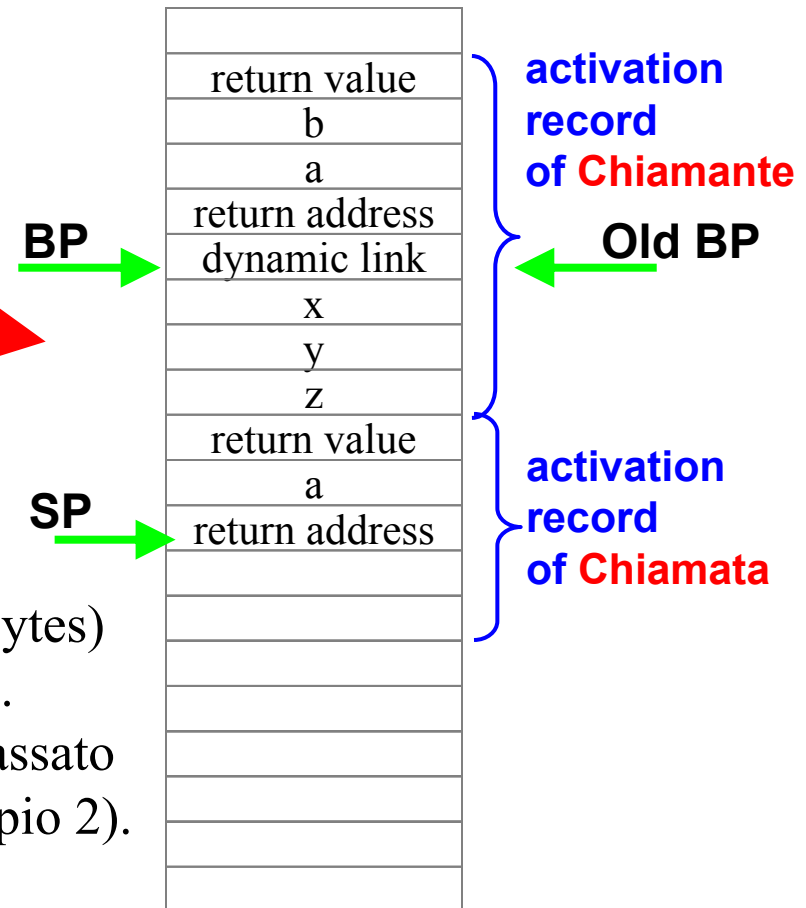 return value
b
a
return address
dynamic link
x
y
z
return value
a
return address
activation
record
of Chiamante
BP
Old BP
activation
record
of Chiamata
SP
ytes)
.
assato
pio 2).